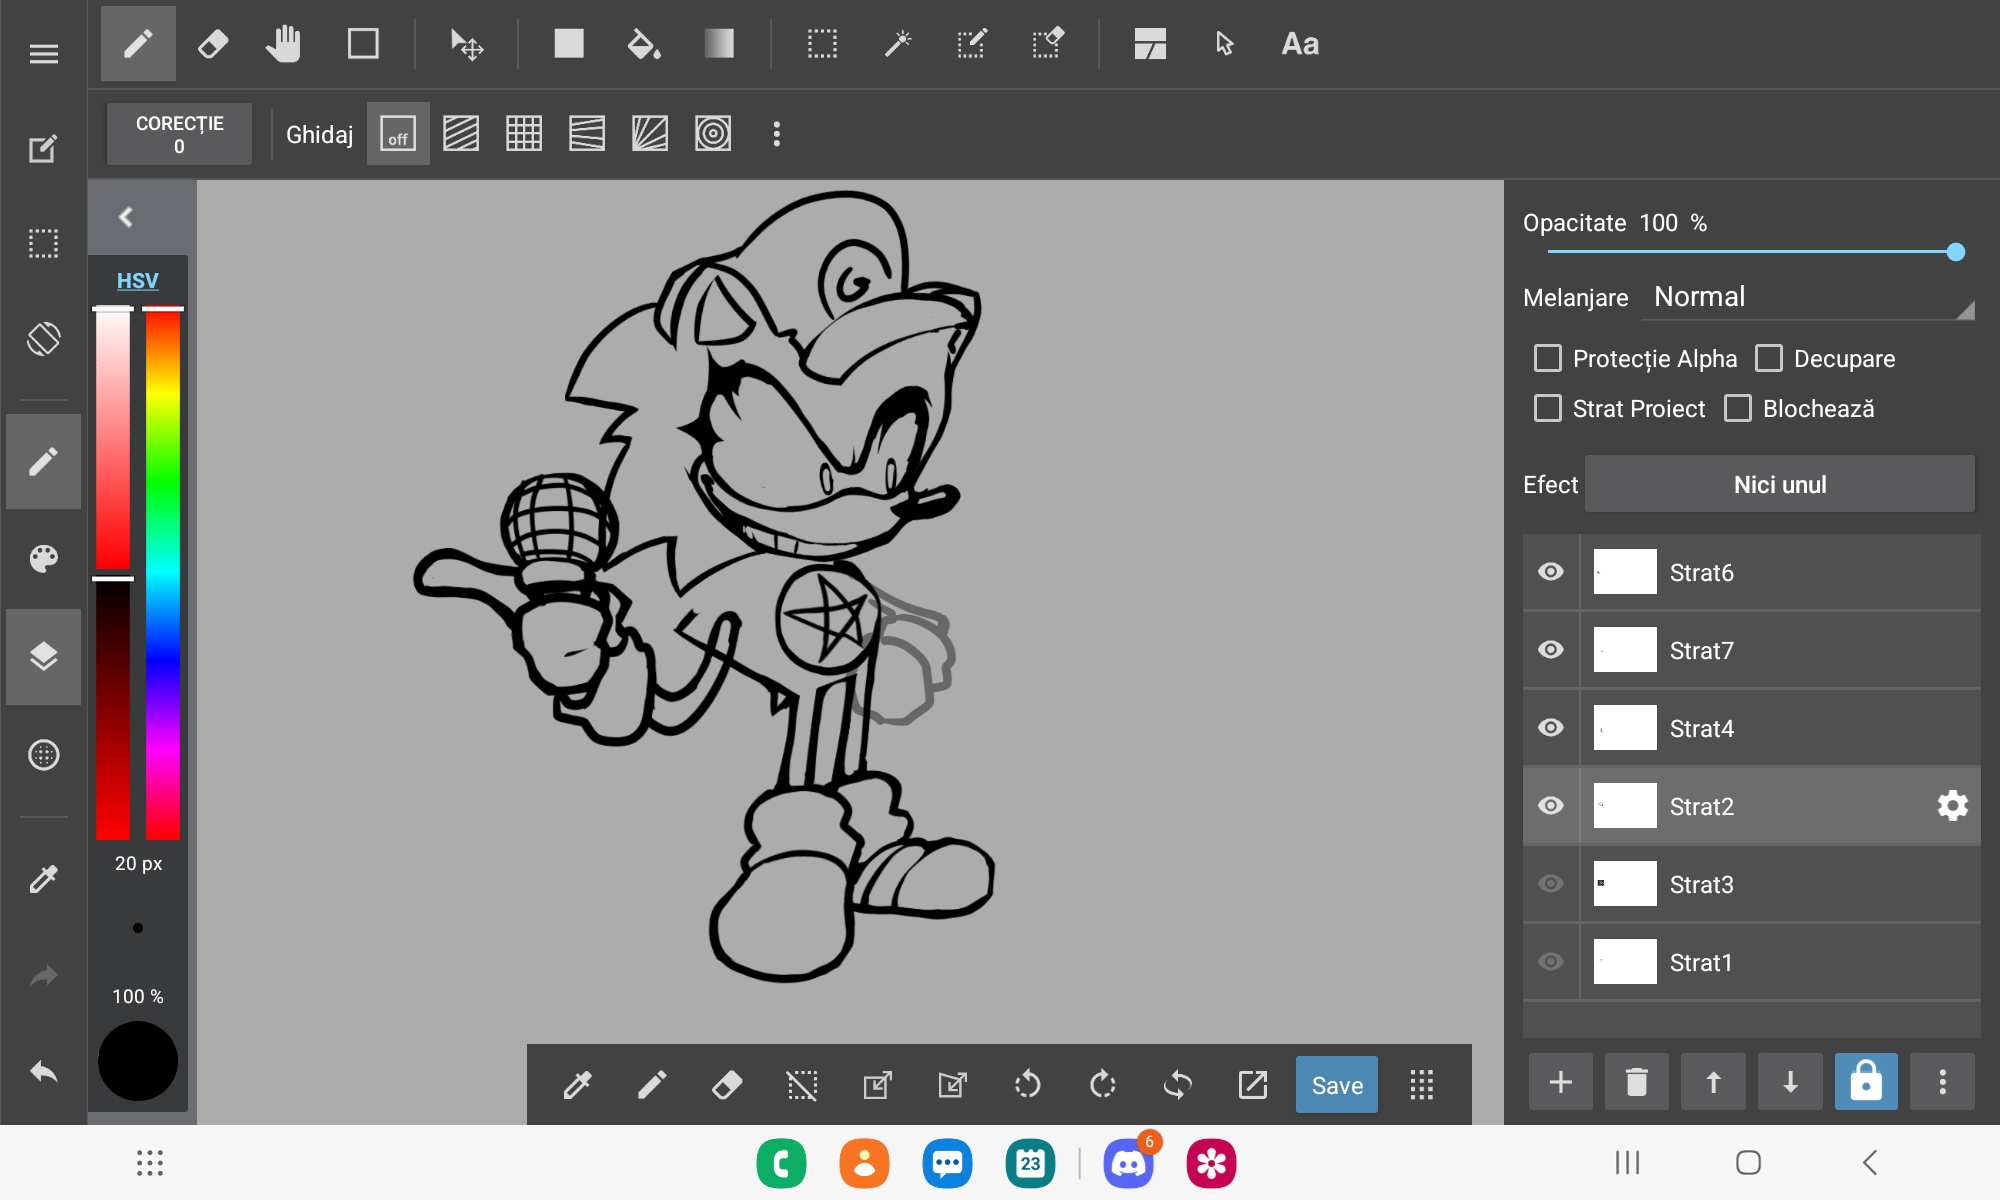 Aa
CORECȚIE
0
Ghidaj
off
HSV
20 px
100 %
G
Opacitate 100 %
Melanjare Normal
Protecție Alpha
Decupare
Strat Proiect
Blochează
Efect
Nici unul
Strat6
Strat7
Strat4
Strat2
Strat3
Strat1
Save
23
6